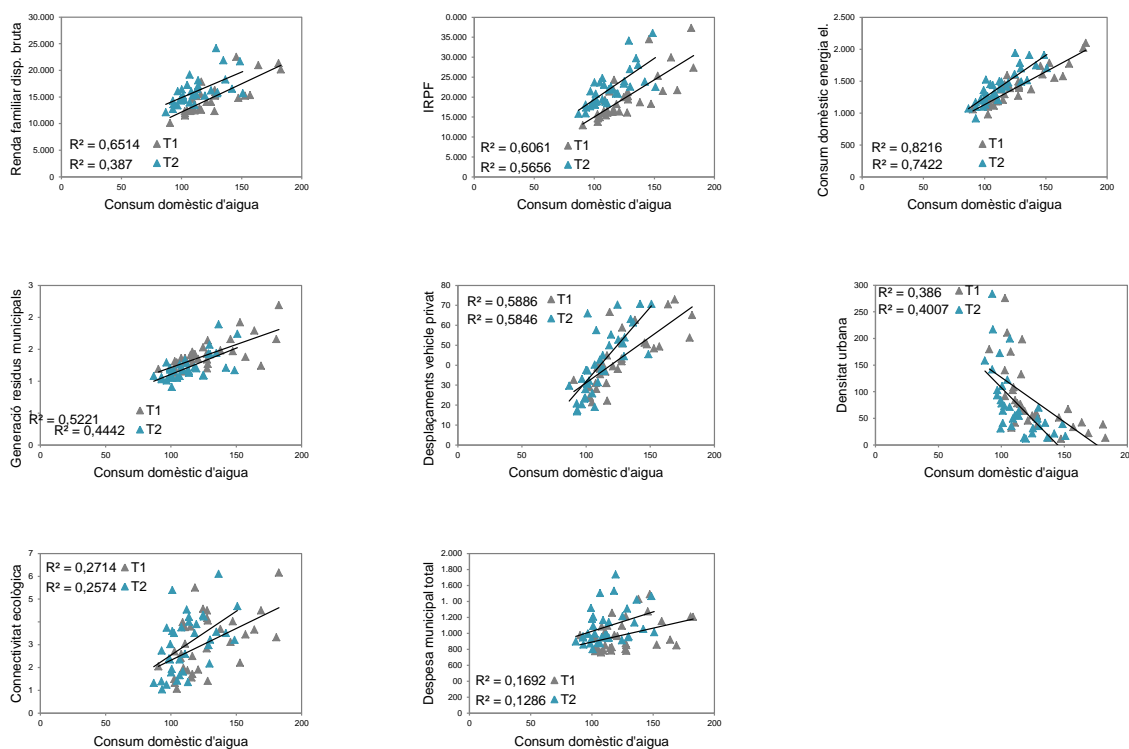 Renda familiar disp. bruta
30.000
25.000
20.000
15.000
10.000
5.000
0
R² = 0,6514 T1
R² = 0,387 T2
0 50 100 150 200
Consum domèstic d'aigua
IRPF
0.000
5.000
0.000
25.000
20.000
15.000
10.000
5.000
0
R² = 0,6061 T1
R² = 0,5656 T2
0 50 100 150 200
Consum domèstic d'aigua
Consum domèstic energia el.
2.500
2.000
1.500
1.000
500
0
R² = 0,8216 T1
R² = 0,7422 T2
0 50 100 150 200
Consum domèstic d'aigua
Generació residus municipals
3
2
2
1
1
0
T1
R² = 0,5221
R² = 0,4442 T2
0 50 100 150 200
Consum domèstic d'aigua
Desplaçaments vehicle privat
80
70
60
50
40
30
20
10
0
R² = 0,5886 T1
R² = 0,5846 T2
0 50 100 150 200
Consum domèstic d'aigua
Densitat urbana
300
250
200
150
100
50
0
R² = 0,386 T1
R² = 0,4007 T2
0 50 100 150 200
Consum domèstic d'aigua
Connectivitat ecològica
7
6
5
4
3
2
1
0
R² = 0,2714 T1
R² = 0,2574 T2
0 50 100 150 200
Consum domèstic d'aigua
Despesa municipal total
2.000
1.800
1.600
1.400
1.200
1.000
800
600
400
200
0
R² = 0,1692 T1
R² = 0,1286 T2
0 50 100 150 200
Consum domèstic d'aigua